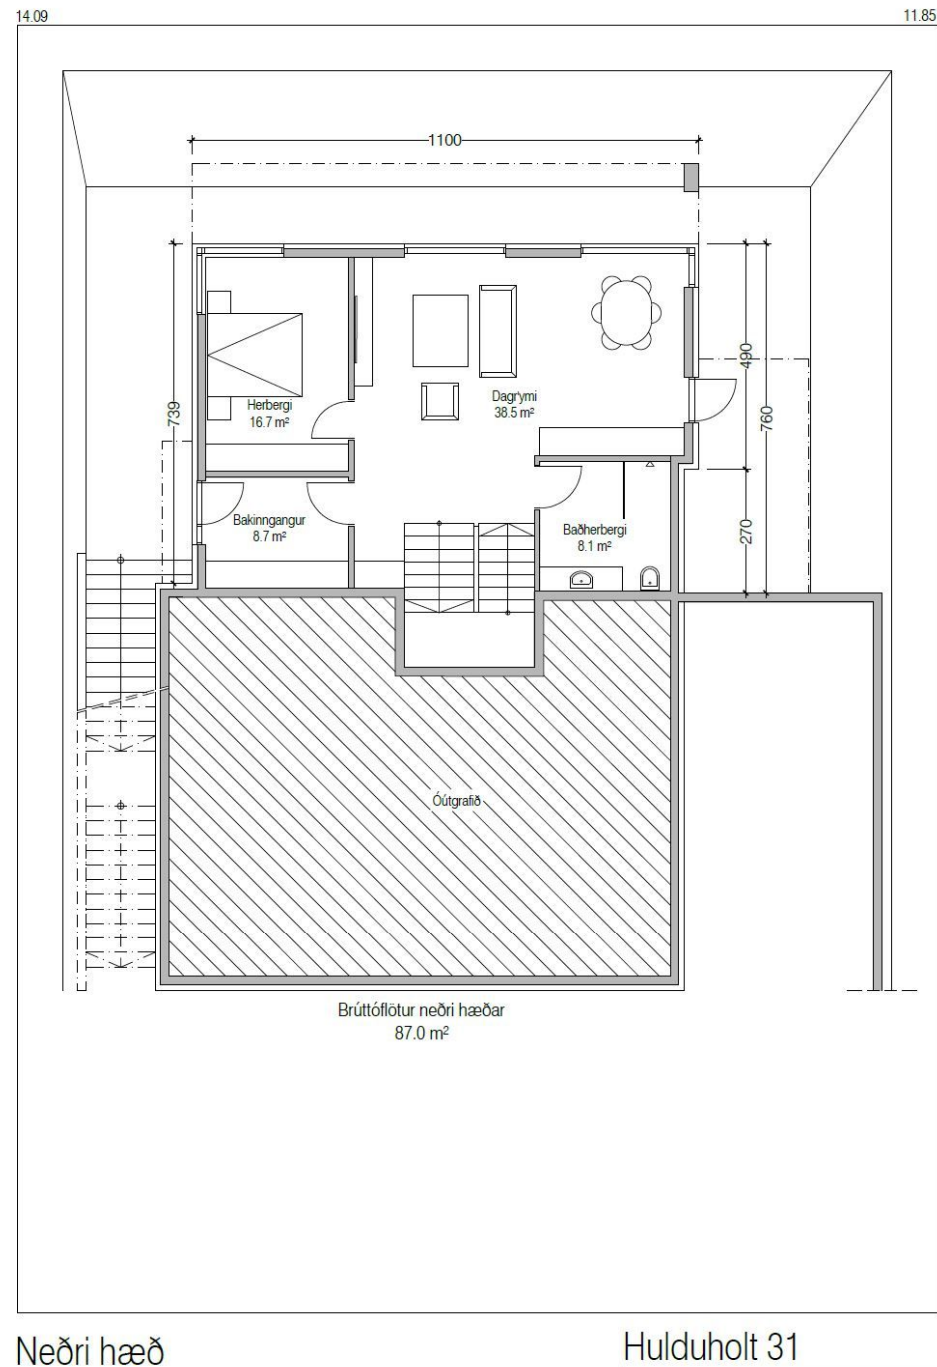 14.09
11.85
1100
739
490
760
270
Herbergi
16.7 m²
Dagrými
38.5 m²
Bakinngangur
8.7 m²
Baðherbergi
8.1 m²
Óútgrafið
Brúttóflötur neðri hæðar
87.0 m²
Neðri hæð
Hulduholt 31